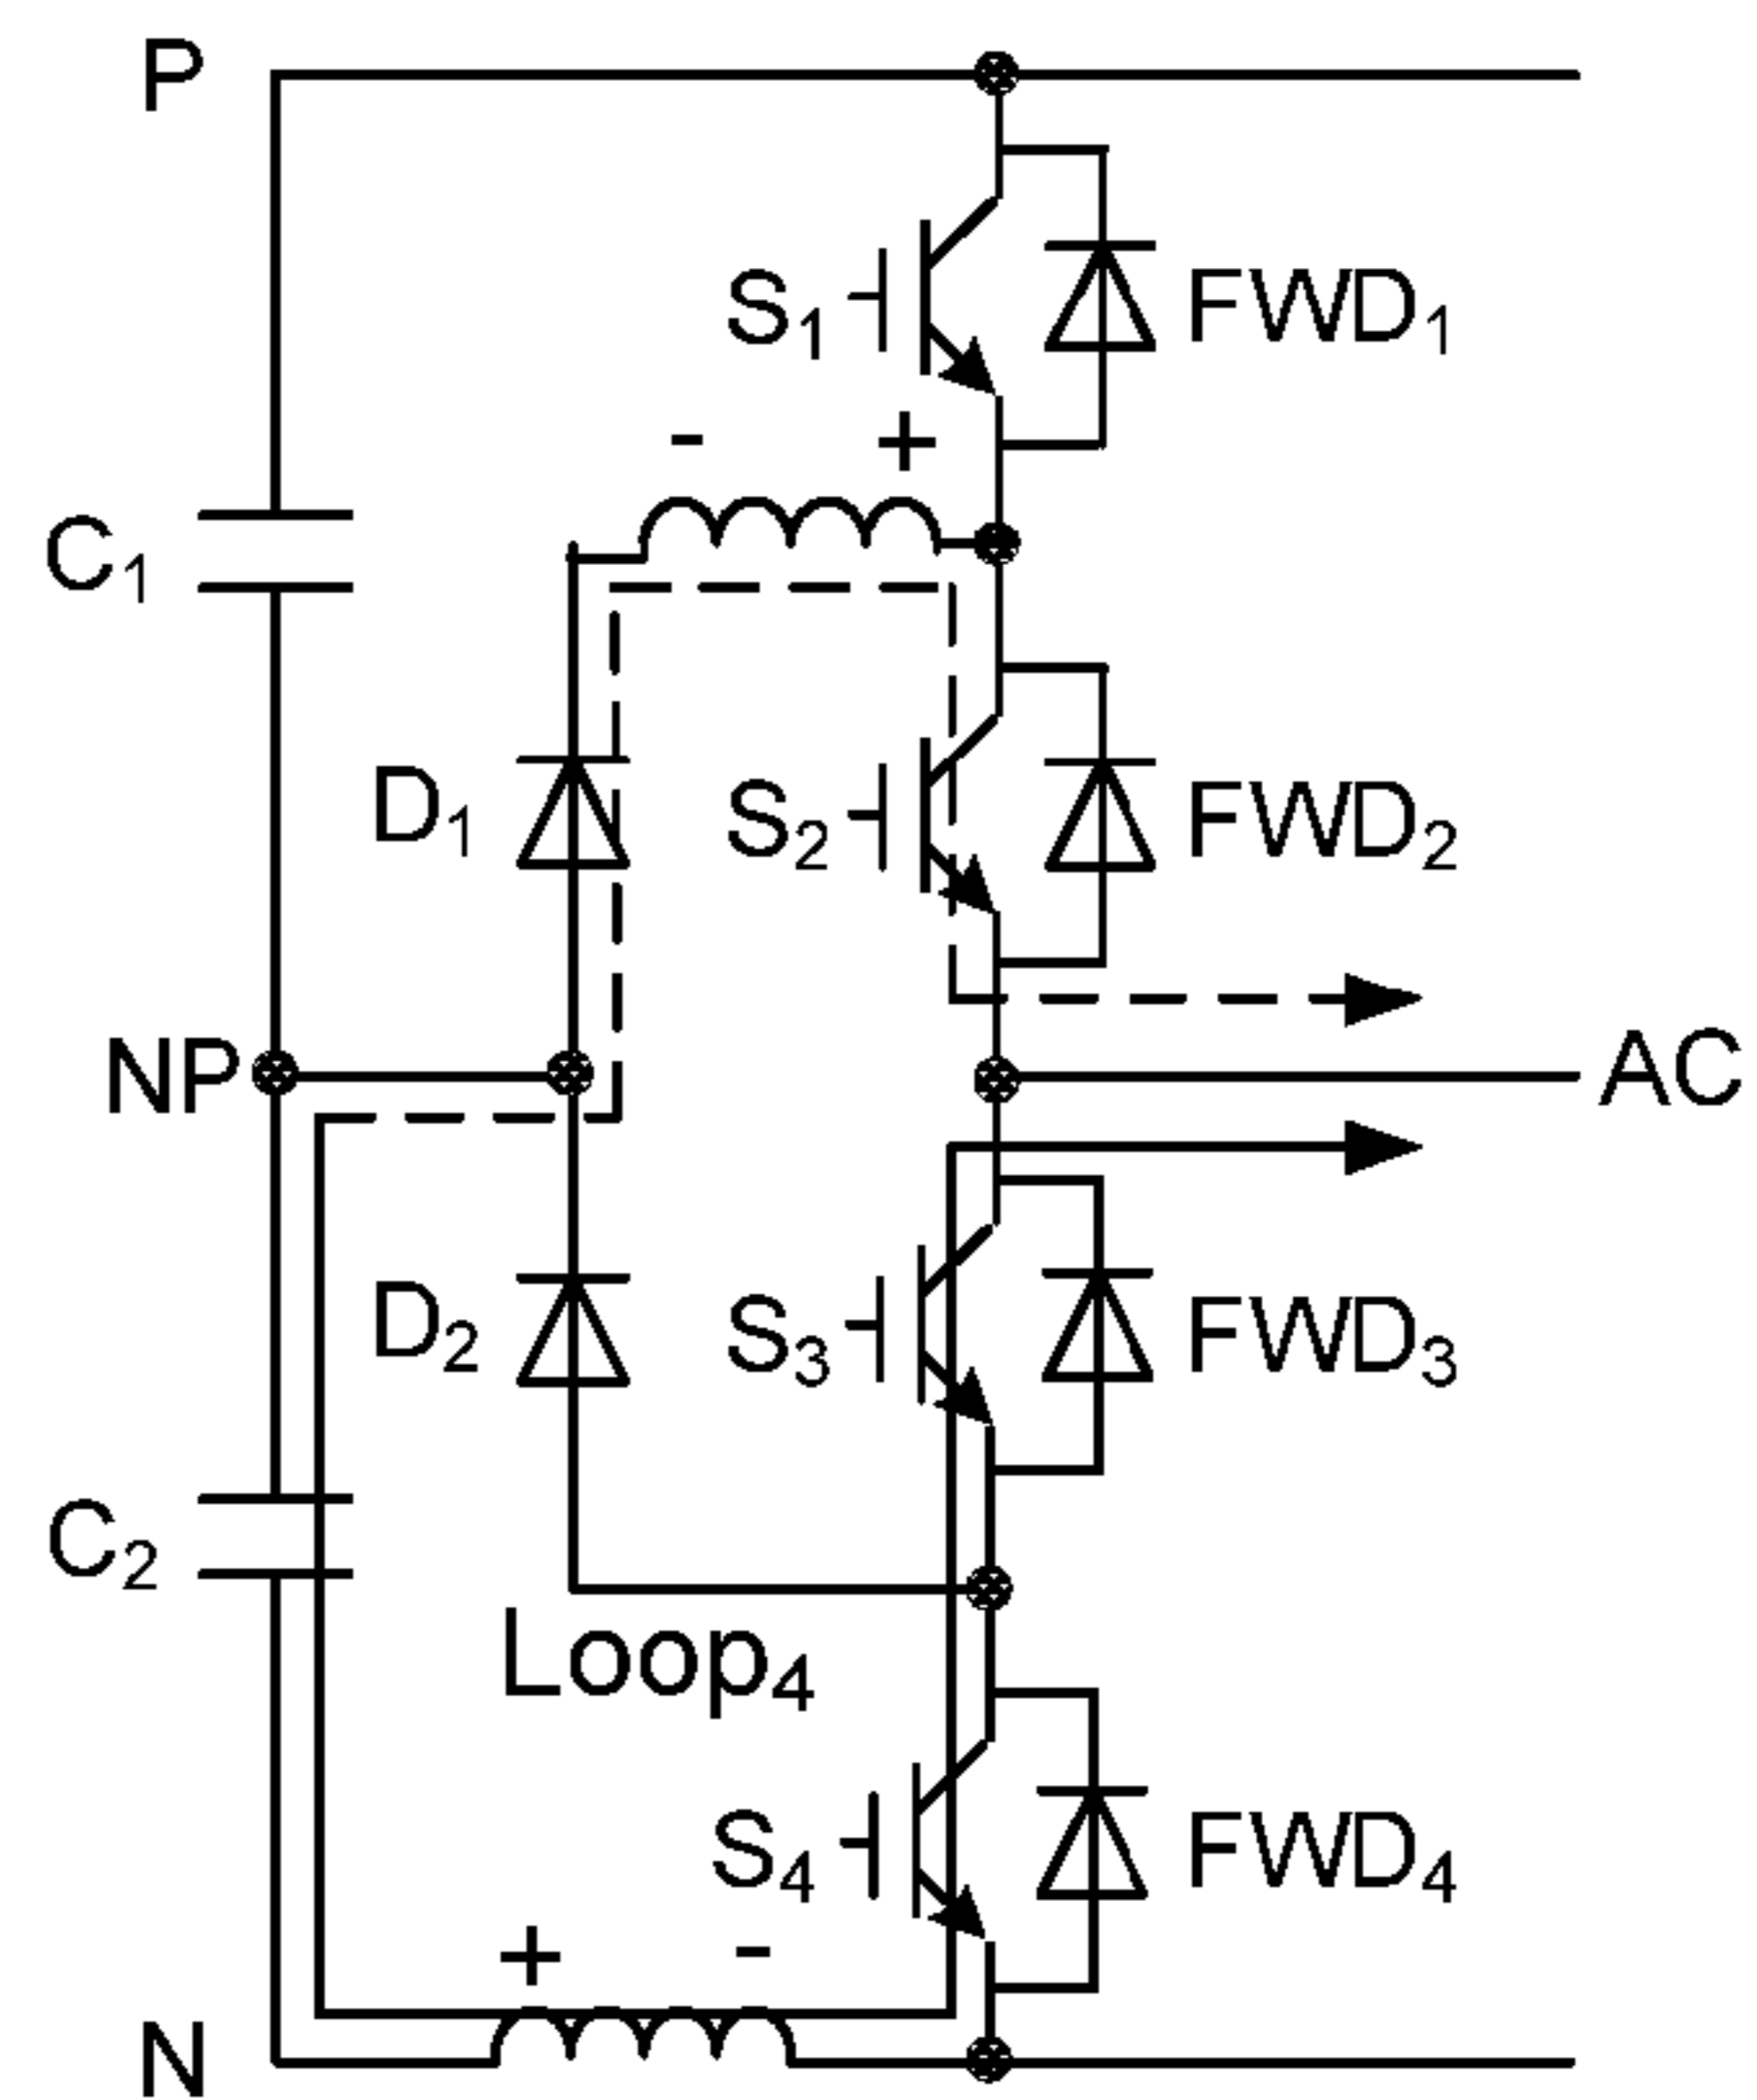 P
S₁
FWD₁
- +
C₁
D₁
S₂
FWD₂
NP
AC
D₂
S₃
FWD₃
C₂
Loop₄
S₄
FWD₄
+ -
N